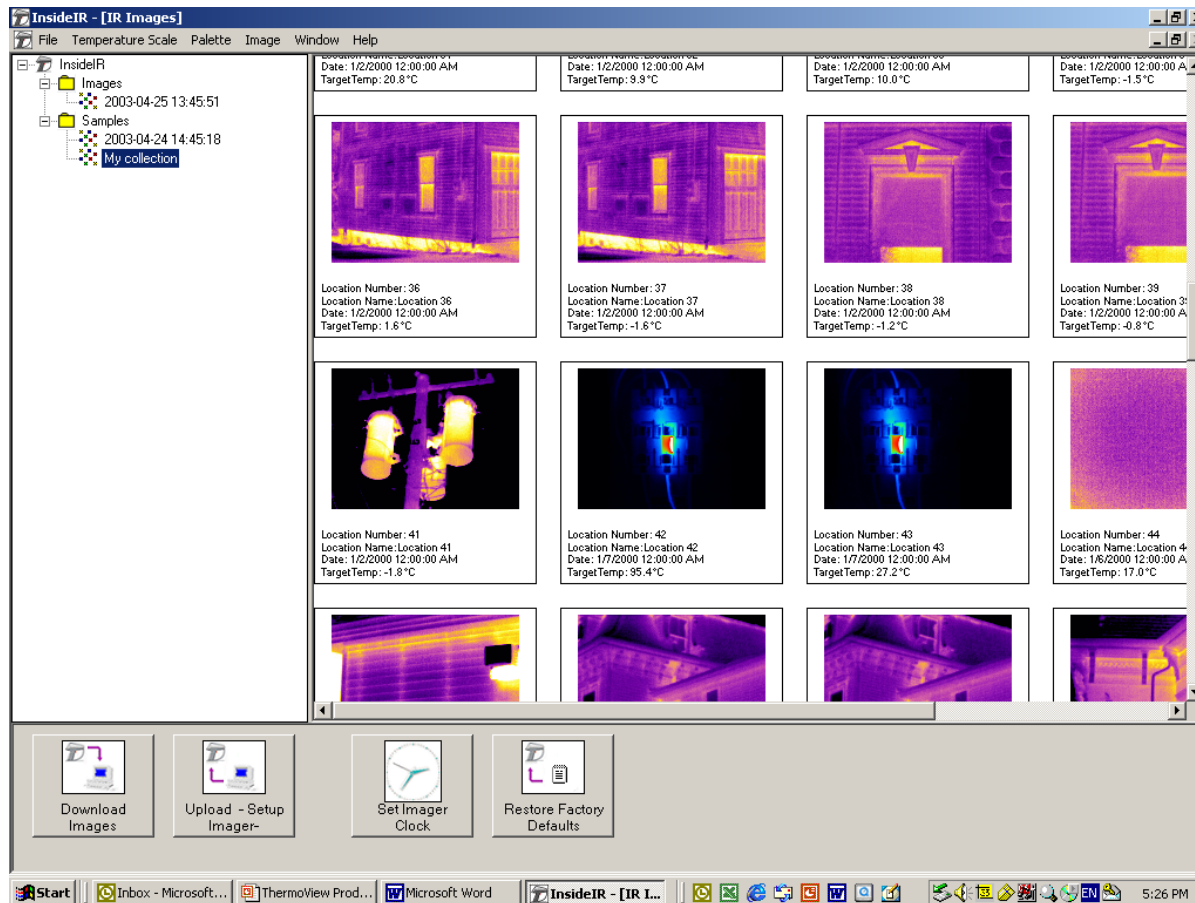 InsideIR - [IR Images]
File Temperature Scale Palette Image Window Help
InsideIR
Images
2003-04-25 13:45:51
Samples
2003-04-24 14:45:18
My collection
Date: 1/2/2000 12:00:00 AM
TargetTemp: 20.8°C
Date: 1/2/2000 12:00:00 AM
TargetTemp: 9.9°C
Date: 1/2/2000 12:00:00 AM
TargetTemp: 10.0°C
Date: 1/2/2000 12:00:00 A
TargetTemp: -1.5°C
Location Number: 36
Location Name:Location 36
Date: 1/2/2000 12:00:00 AM
TargetTemp: 1.6°C
Location Number: 37
Location Name:Location 37
Date: 1/2/2000 12:00:00 AM
TargetTemp: -1.6°C
Location Number: 38
Location Name:Location 38
Date: 1/2/2000 12:00:00 AM
TargetTemp: -1.2°C
Location Number: 39
Location Name:Location 39
Date: 1/2/2000 12:00:00 A
TargetTemp: -0.8°C
Location Number: 41
Location Name:Location 41
Date: 1/2/2000 12:00:00 AM
TargetTemp: -1.8°C
Location Number: 42
Location Name:Location 42
Date: 1/7/2000 12:00:00 AM
TargetTemp: 95.4°C
Location Number: 43
Location Name:Location 43
Date: 1/7/2000 12:00:00 AM
TargetTemp: 27.2°C
Location Number: 44
Location Name:Location 4
Date: 1/6/2000 12:00:00 A
TargetTemp: 17.0°C
Download
Images
Upload - Setup
Imager-
Set Imager
Clock
Restore Factory
Defaults
Start Inbox - Microsoft... ThermoView Prod... Microsoft Word InsideIR - [IR I... EN 5:26 PM